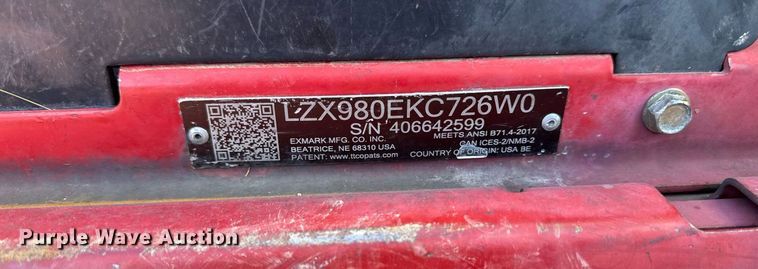 LZX980EKC726W0
S/N 406642599
EXMARK MFG. CO. INC.
BEATRICE, NE 68310 USA
PATENT: www.ttcopats.com
MEETS ANSI B71.4-2017
CAN ICES-2/NMB-2
COUNTRY OF ORIGIN: USA BE
Purple Wave Auction